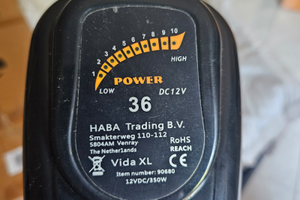 1 2 3 4 5 6 7 8 9 10
POWER
LOW HIGH
DC12V
36
HABA Trading B.V.
Smakterweg 110-112
5804AM Venray
The Netherlands
RoHS
REACH
Vida XL
CE
Item number: 90680
12VDC/350W